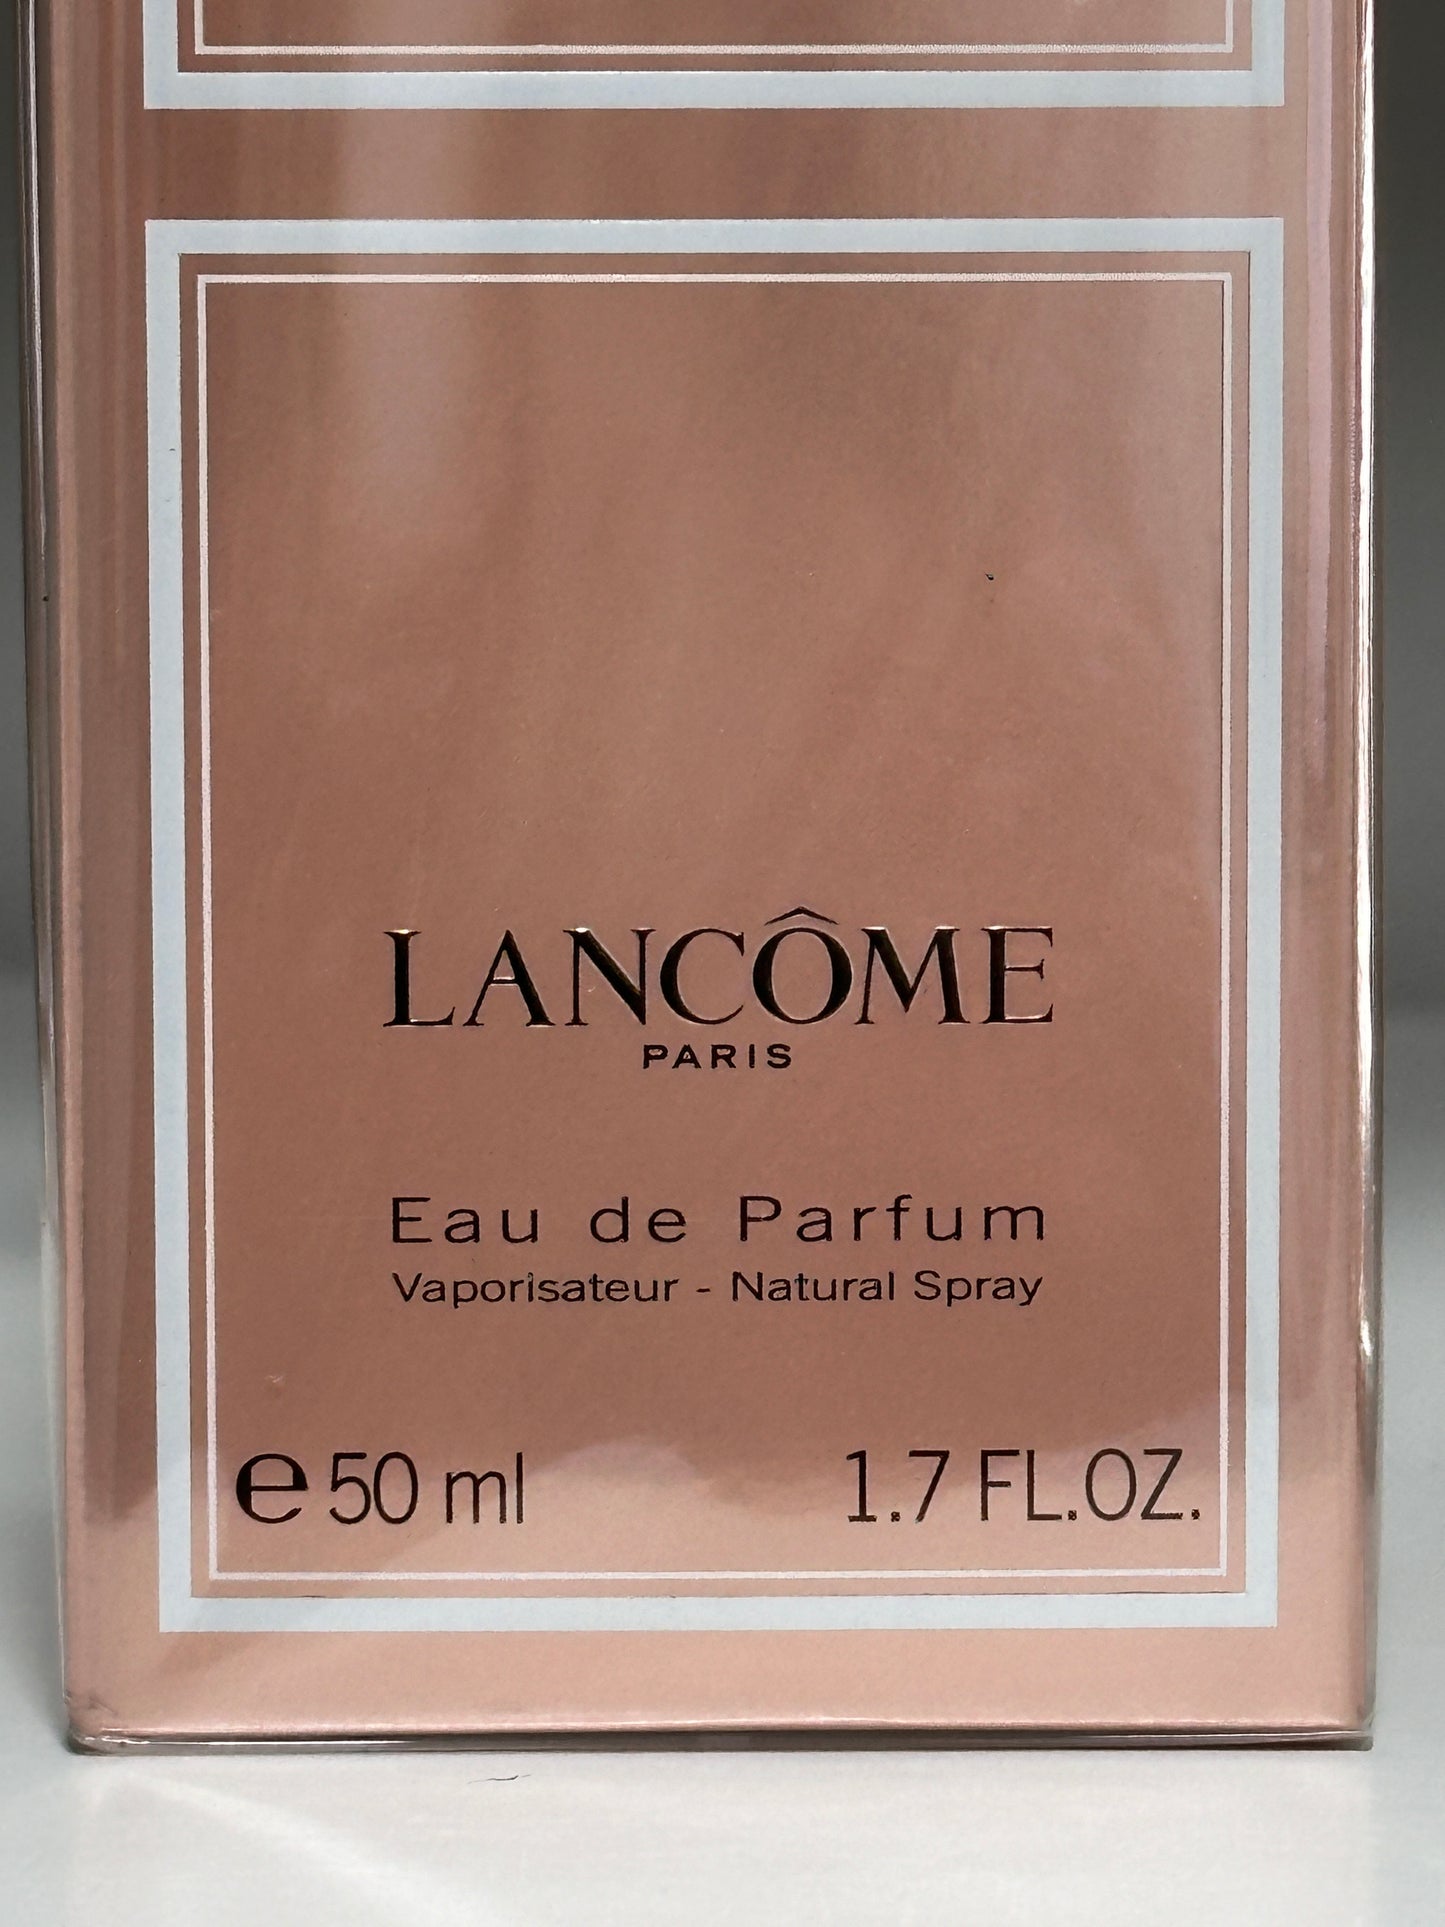 LANCÔME
PARIS
Eau de Parfum
Vaporisateur - Natural Spray
℮ 50 ml 1.7 FL.OZ.